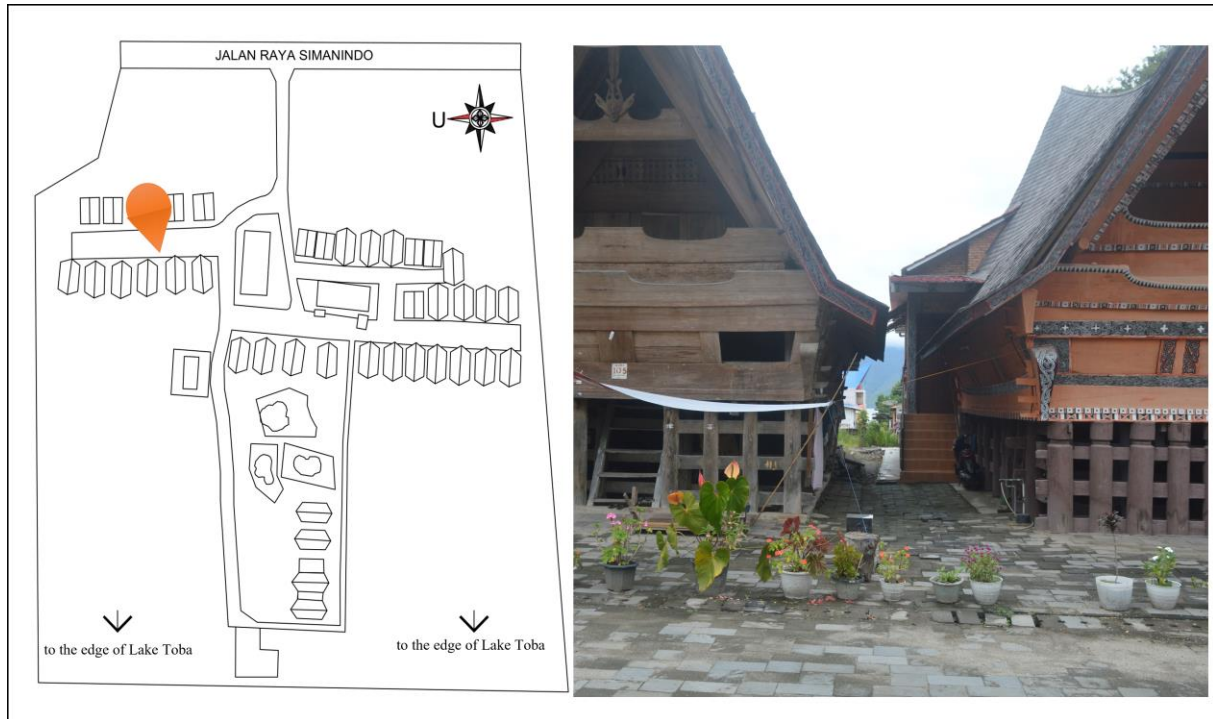 JALAN RAYA SIMANINDO
U
to the edge of Lake Toba
to the edge of Lake Toba